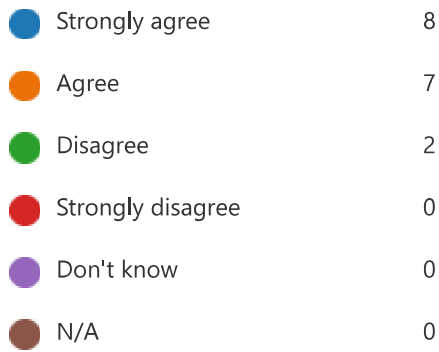 Strongly agree 8
Agree 7
Disagree 2
Strongly disagree 0
Don't know 0
N/A 0